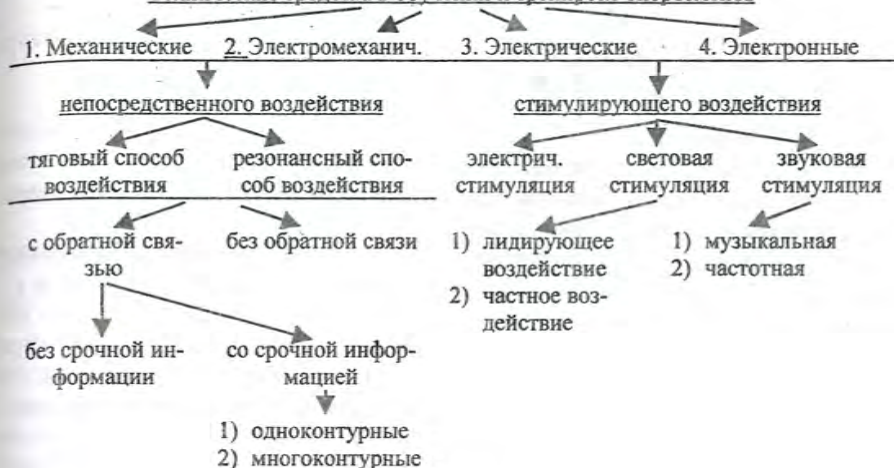 1. Механические 2. Электромеханич. 3. Электрические 4. Электронные
непосредственного воздействия стимулирующего воздействия
тяговый способ резонансный спо- электрич. световая звуковая
воздействия соб воздействия стимуляция стимуляция стимуляция
с обратной свя- без обратной связи 1) лидирующее 1) музыкальная
зью воздействие 2) частотная
2) частное воз-
действие
без срочной ин- со срочной инфор-
формации мацией
1) одноконтурные
2) многоконтурные